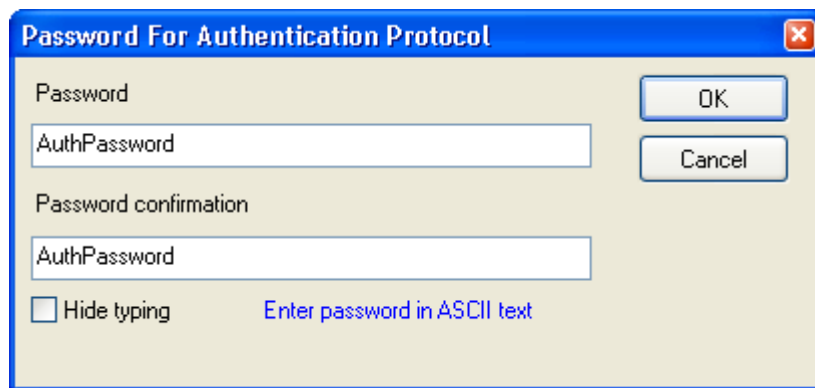 Password For Authentication Protocol
Password
OK
AuthPassword
Cancel
Password confirmation
AuthPassword
Hide typing
Enter password in ASCII text